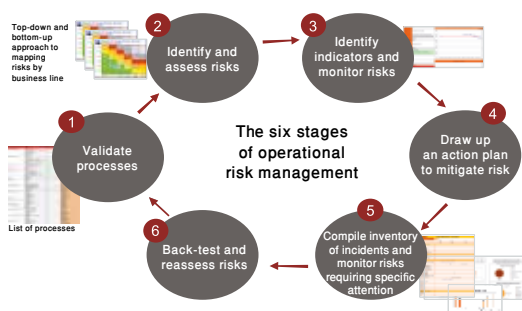 Top-down and
bottom-up
approach to
mapping
risks by
business line
2
Identify and
assess risks
3
Identify
indicators and
monitor risks
1
Validate
processes
The six stages
of operational
risk management
4
Draw up
an action plan
to mitigate risk
List of processes
6
Back-test and
reassess risks
5
Compile inventory
of incidents and
monitor risks
requiring specific
attention